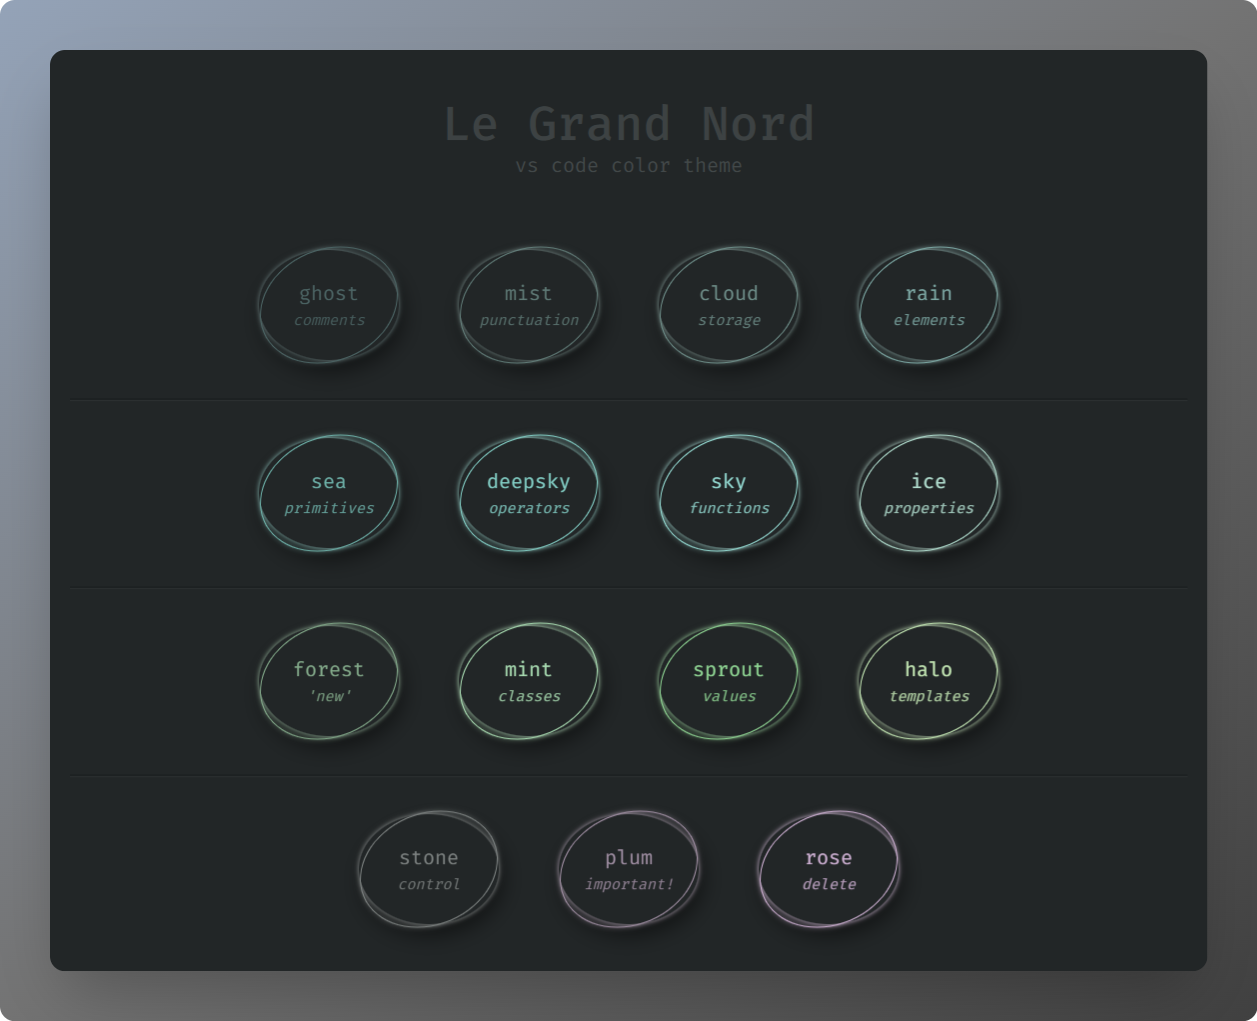 Le Grand Nord
vs code color theme
ghost
comments
mist
punctuation
cloud
storage
rain
elements
sea
primitives
deepsky
operators
sky
functions
ice
properties
forest
'new'
mint
classes
sprout
values
halo
templates
stone
control
plum
important!
rose
delete